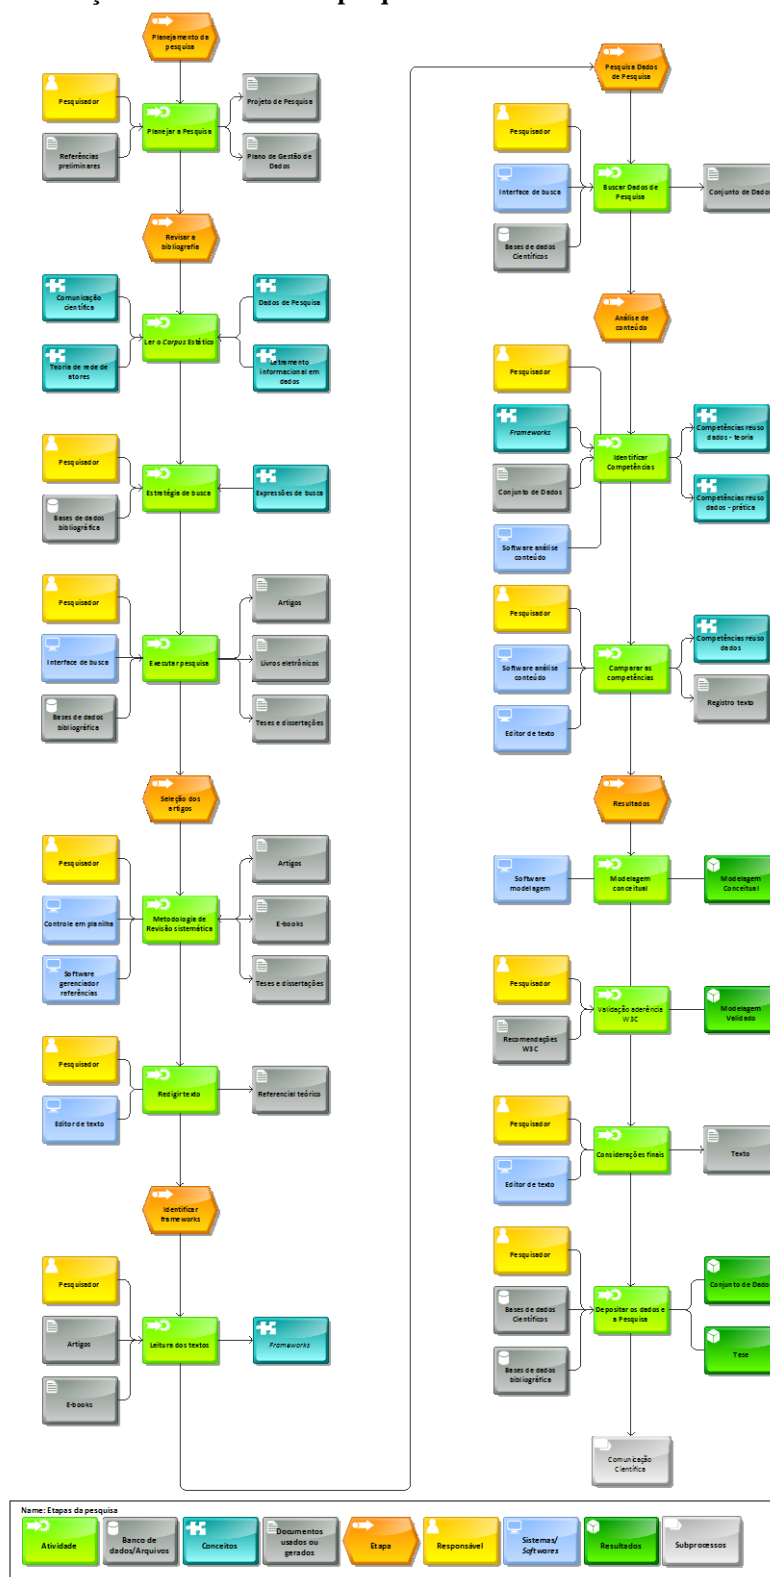 Planejamento da
pesquisa
Pesquisador
Projeto de Pesquisa
Planejar a Pesquisa
Referências
preliminares
Plano de Gestão de
Dados
Revisar a
bibliografia
Comunicação
científica
Dados de Pesquisa
Ler o Corpus Estático
Teoria de rede de
atores
Letramento
informacional em
dados
Pesquisador
Estratégia de busca
Expressões de busca
Bases de dados
bibliográfica
Pesquisador
Artigos
Interface de busca
Executar pesquisa
Livros eletrônicos
Bases de dados
bibliográfica
Teses e dissertações
Seleção dos
artigos
Pesquisador
Artigos
Controle em planilha
Metodologia de
Revisão sistemática
E-books
Software
gerenciador
referências
Teses e dissertações
Pesquisador
Redigir texto
Referencial teórico
Editor de texto
Identificar
frameworks
Pesquisador
Artigos
Leitura dos textos
Frameworks
E-books
Pesquisa Dados
de Pesquisa
Pesquisador
Interface de busca
Buscar Dados de
Pesquisa
Conjunto de Dados
Bases de dados
Científicos
Análise de
conteúdo
Pesquisador
Frameworks
Competências reuso
dados - teoria
Identificar
Competências
Conjunto de Dados
Competências reuso
dados - prática
Software análise
conteúdo
Pesquisador
Competências reuso
dados
Software análise
conteúdo
Comparar as
competências
Registro texto
Editor de texto
Resultados
Software
modelagem
Modelagem
conceitual
Modelagem
Conceitual
Pesquisador
Validação aderência
W3C
Modelagem
Validado
Recomendações
W3C
Pesquisador
Considerações finais
Texto
Editor de texto
Pesquisador
Conjunto de Dados
Bases de dados
Científicos
Depositar os dados e
a Pesquisa
Tese
Bases de dados
bibliográfica
Comunicação
Científica
Name: Etapas da pesquisa
Atividade
Banco de
dados/Arquivos
Conceitos
Documentos
usados ou
gerados
Etapa
Responsável
Sistemas/
Softwares
Resultados
Subprocessos